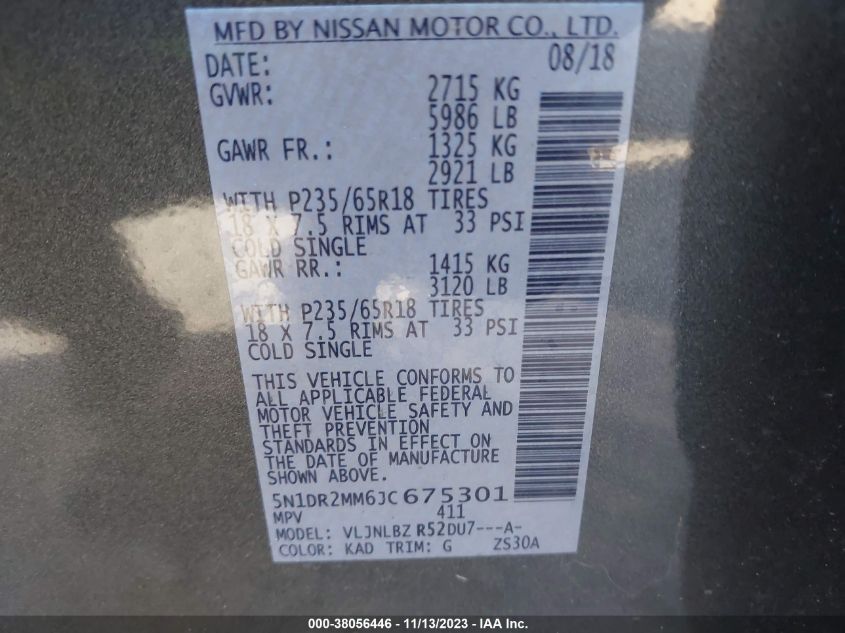 MFD BY NISSAN MOTOR CO., LTD.
DATE: 08/18
GVWR: 2715 KG
5986 LB
GAWR FR.: 1325 KG
2921 LB
WITH P235/65R18 TIRES
18 X 7.5 RIMS AT 33 PSI
COLD SINGLE
GAWR RR.: 1415 KG
3120 LB
WITH P235/65R18 TIRES
18 X 7.5 RIMS AT 33 PSI
COLD SINGLE
THIS VEHICLE CONFORMS TO
ALL APPLICABLE FEDERAL
MOTOR VEHICLE SAFETY AND
THEFT PREVENTION
STANDARDS IN EFFECT ON
THE DATE OF MANUFACTURE
SHOWN ABOVE.
5N1DR2MM6JC675301
MPV 411
MODEL: VLJNLBZ R52DU7---A-
COLOR: KAD TRIM: G ZS30A
000-38056446 - 11/13/2023 - IAA Inc.